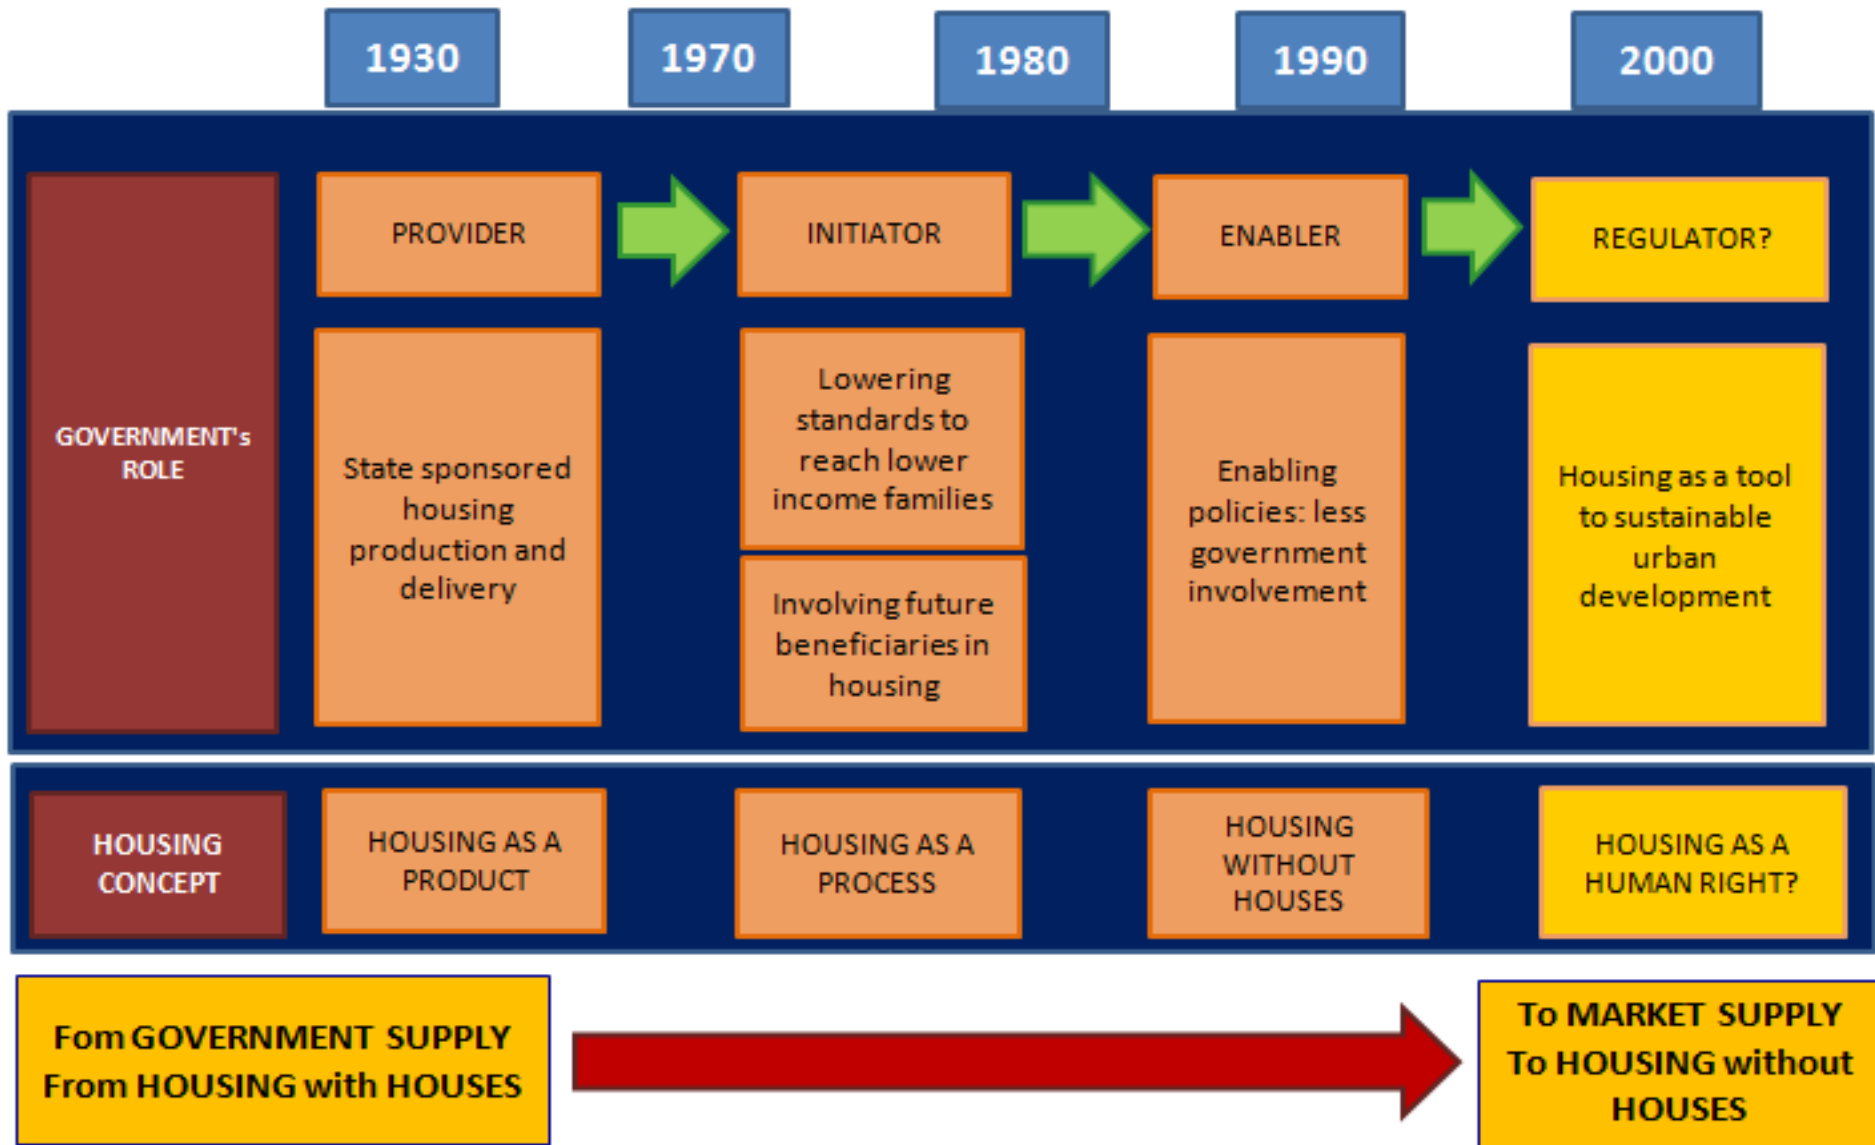 1930
1970
1980
1990
2000
GOVERNMENT's
ROLE
PROVIDER
INITIATOR
ENABLER
REGULATOR?
State sponsored
housing
production and
delivery
Lowering
standards to
reach lower
income families
Involving future
beneficiaries in
housing
Enabling
policies: less
government
involvement
Housing as a tool
to sustainable
urban
development
HOUSING
CONCEPT
HOUSING AS A
PRODUCT
HOUSING AS A
PROCESS
HOUSING
WITHOUT
HOUSES
HOUSING AS A
HUMAN RIGHT?
Fom GOVERNMENT SUPPLY
From HOUSING with HOUSES
To MARKET SUPPLY
To HOUSING without
HOUSES